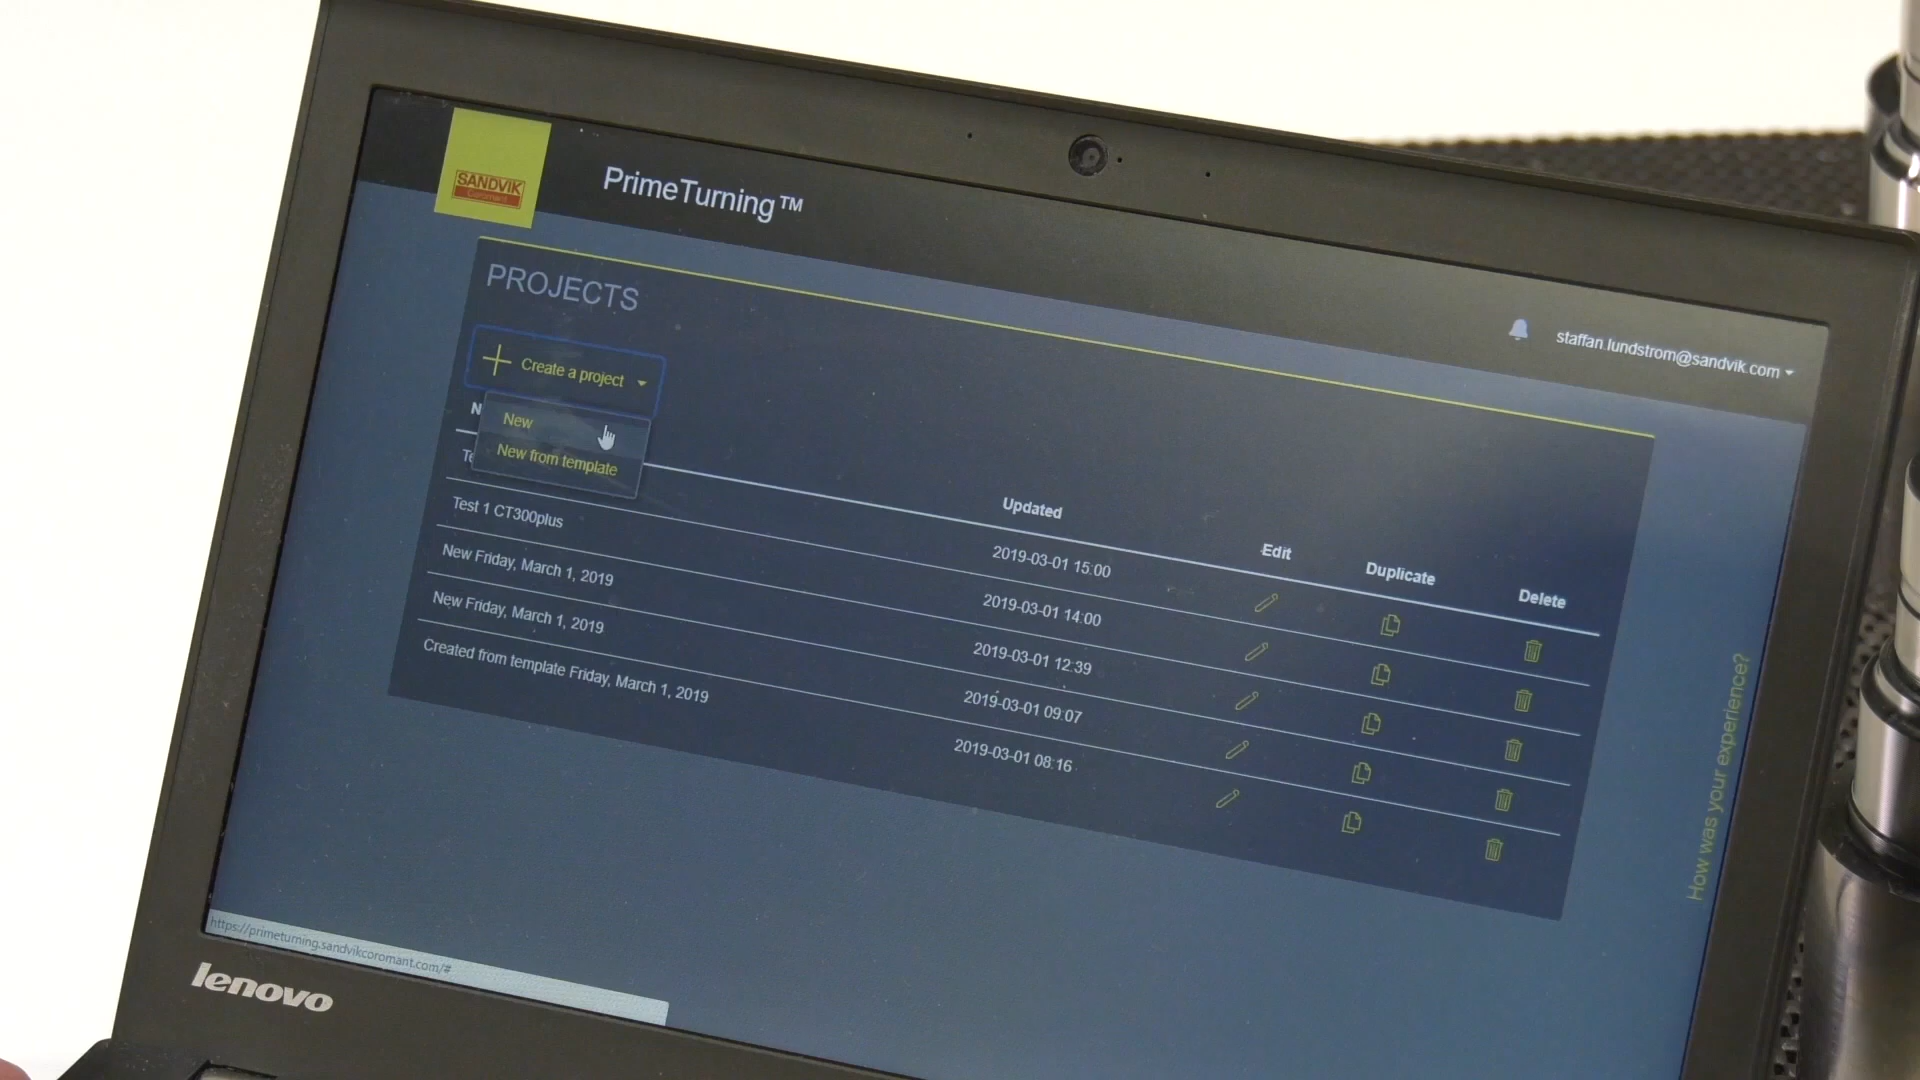 SANDVIK
Coromant
PrimeTurning™
staffan.lundstrom@sandvik.com
PROJECTS
Create a project
New
New from template
Updated
Edit
Duplicate
Delete
2019-03-01 15:00
Test 1 CT300plus
2019-03-01 14:00
New Friday, March 1, 2019
2019-03-01 12:39
New Friday, March 1, 2019
2019-03-01 09:07
Created from template Friday, March 1, 2019
2019-03-01 08:16
How was your experience?
https://primeturning.sandvikcoromant.com/#
lenovo